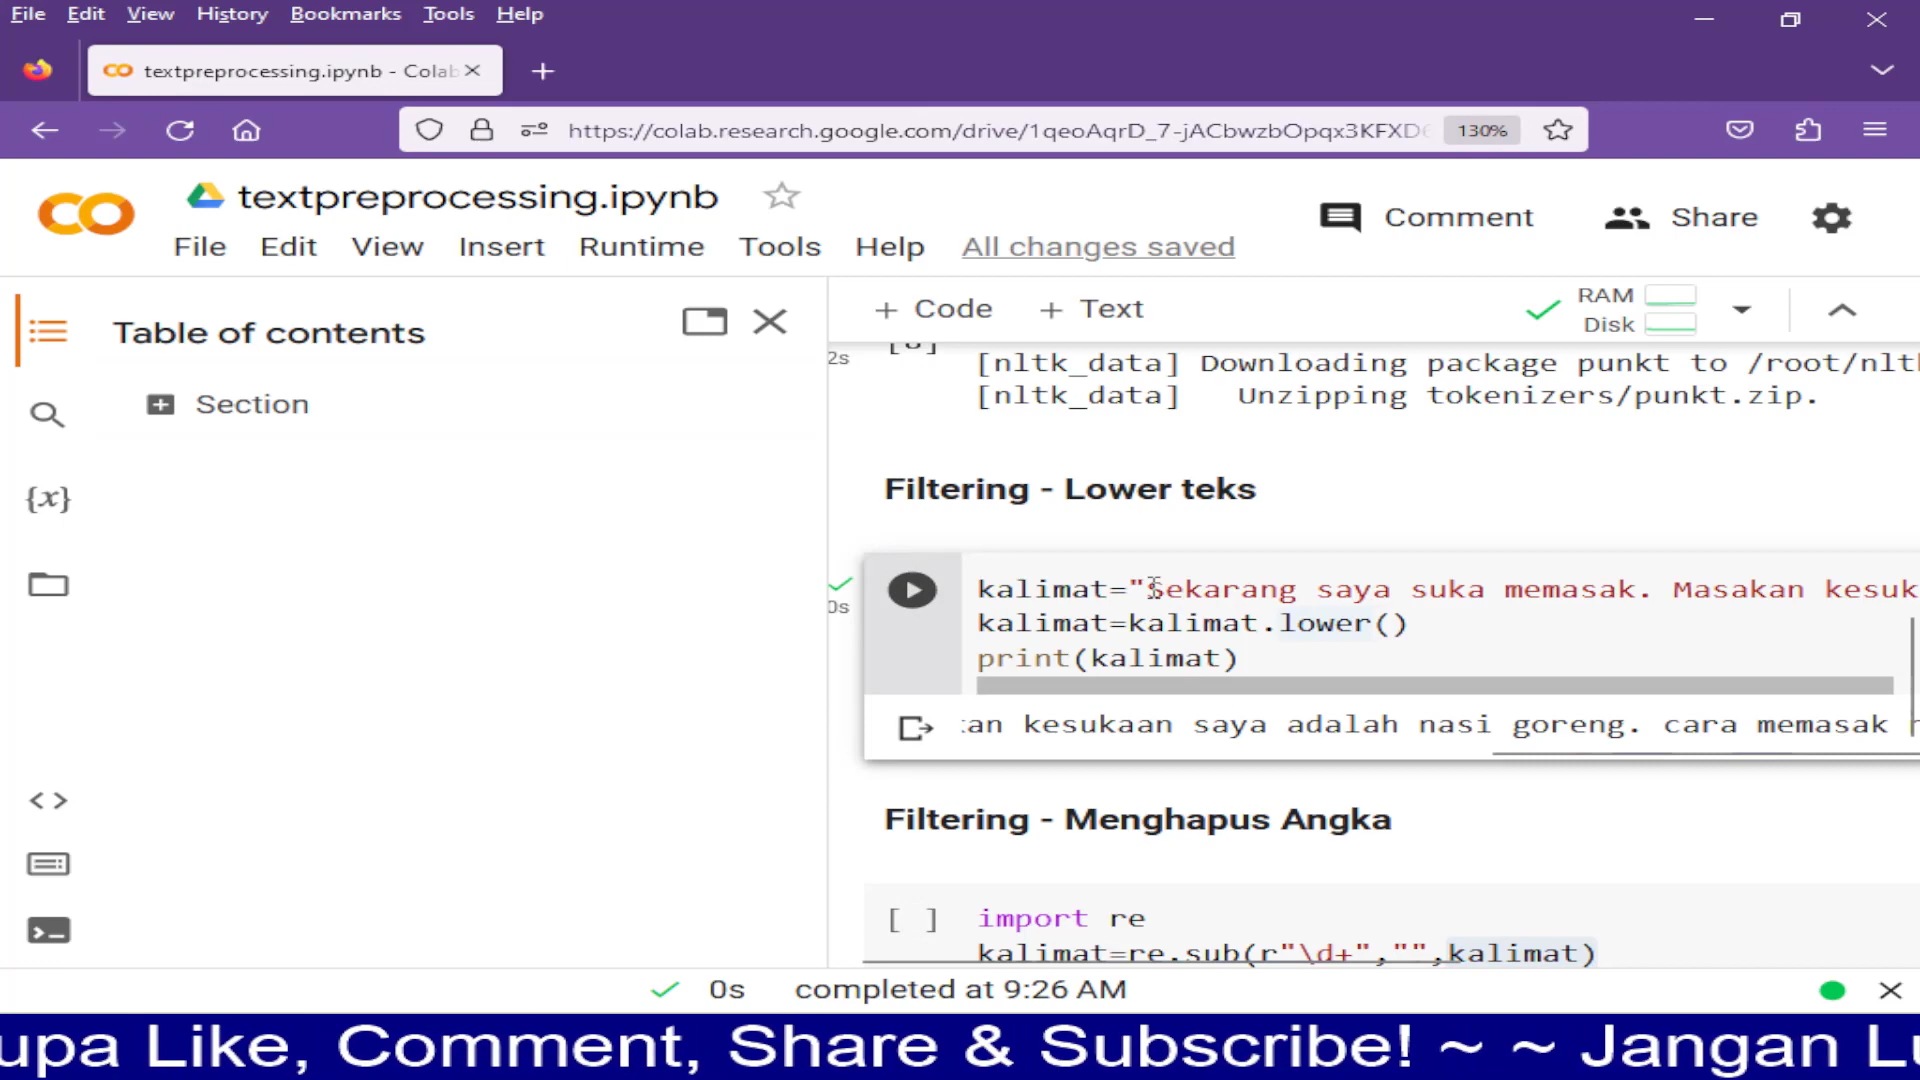 File Edit View History Bookmarks Tools Help
textpreprocessing.ipynb - Colab
https://colab.research.google.com/drive/1qeoAqrD_7-jACbwzbOpqx3KFXD 130%
textpreprocessing.ipynb
Comment Share
File Edit View Insert Runtime Tools Help All changes saved
Table of contents
Section
+ Code + Text
RAM
Disk
2s
[nltk_data] Downloading package punkt to /root/nlt
[nltk_data] Unzipping tokenizers/punkt.zip.
Filtering - Lower teks
0s
kalimat="Sekarang saya suka memasak. Masakan kesuk
kalimat=kalimat.lower()
print(kalimat)
an kesukaan saya adalah nasi goreng. cara memasak
Filtering - Menghapus Angka
[ ] import re
kalimat=re.sub(r"\d+","",kalimat)
0s completed at 9:26 AM
upa Like, Comment, Share & Subscribe! ~ ~ Jangan Lu